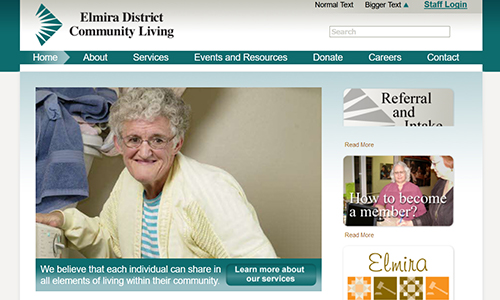 Elmira District
Community Living
Normal Text Bigger Text Staff Login
Search
Home About Services Events and Resources Donate Careers Contact
Referral
and
Intake
Read More
How to become
a member?
Read More
Elmira
We believe that each individual can share in
all elements of living within their community.
Learn more about
our services